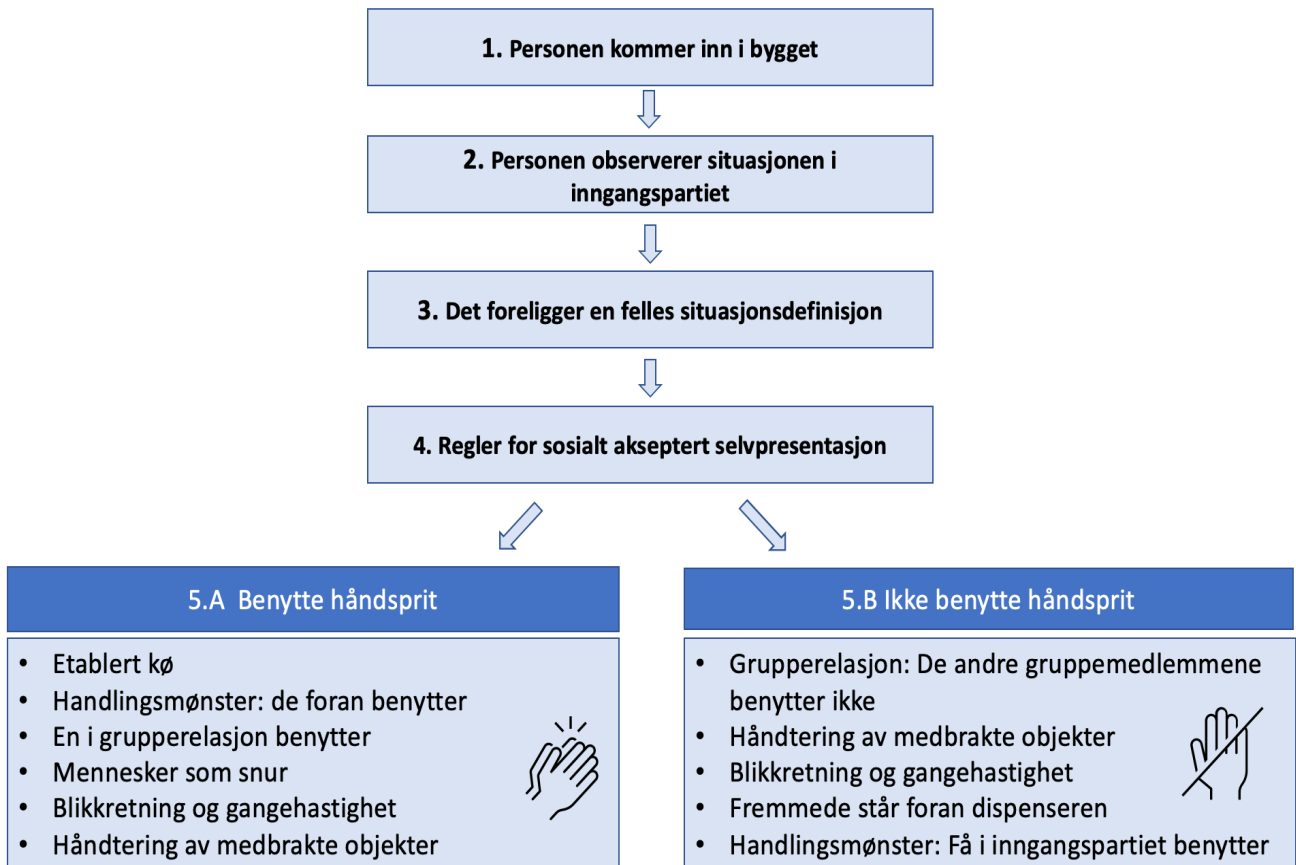 1. Personen kommer inn i bygget
2. Personen observerer situasjonen i
inngangspartiet
3. Det foreligger en felles situasjonsdefinisjon
4. Regler for sosialt akseptert selvpresentasjon
5.A Benytte håndsprit
• Etablert kø
• Handlingsmønster: de foran benytter
• En i grupperelasjon benytter
• Mennesker som snur
• Blikkretning og gangehastighet
• Håndtering av medbrakte objekter
5.B Ikke benytte håndsprit
• Grupperelasjon: De andre gruppemedlemmene
benytter ikke
• Håndtering av medbrakte objekter
• Blikkretning og gangehastighet
• Fremmede står foran dispenseren
• Handlingsmønster: Få i inngangspartiet benytter